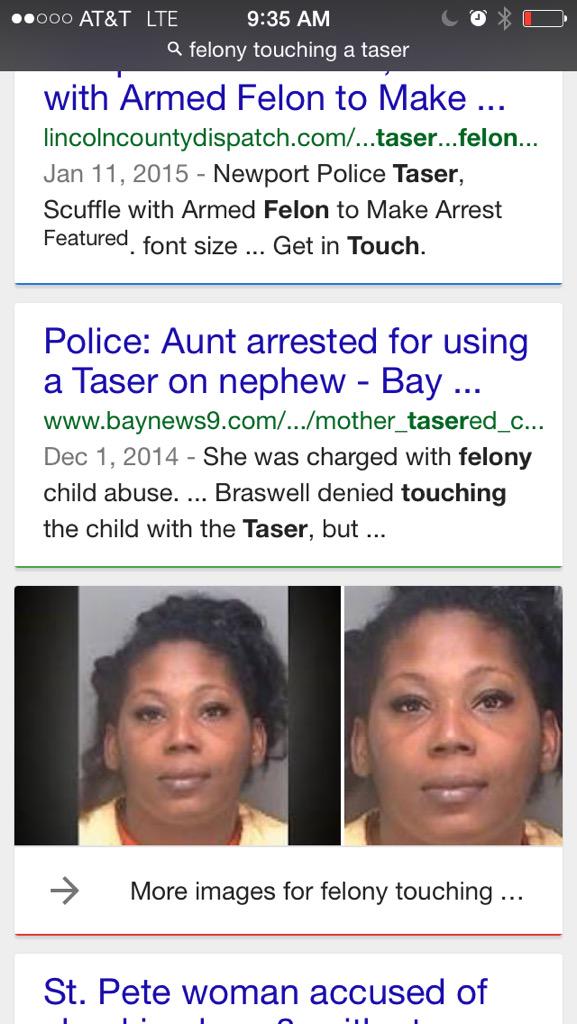 AT&T LTE 9:35 AM
felony touching a taser
with Armed Felon to Make ...
lincolncountydispatch.com/...taser...felon...
Jan 11, 2015 - Newport Police Taser,
Scuffle with Armed Felon to Make Arrest
Featured. font size ... Get in Touch.
Police: Aunt arrested for using
a Taser on nephew - Bay ...
www.baynews9.com/.../mother_tasered_c...
Dec 1, 2014 - She was charged with felony
child abuse. ... Braswell denied touching
the child with the Taser, but ...
More images for felony touching ...
St. Pete woman accused of